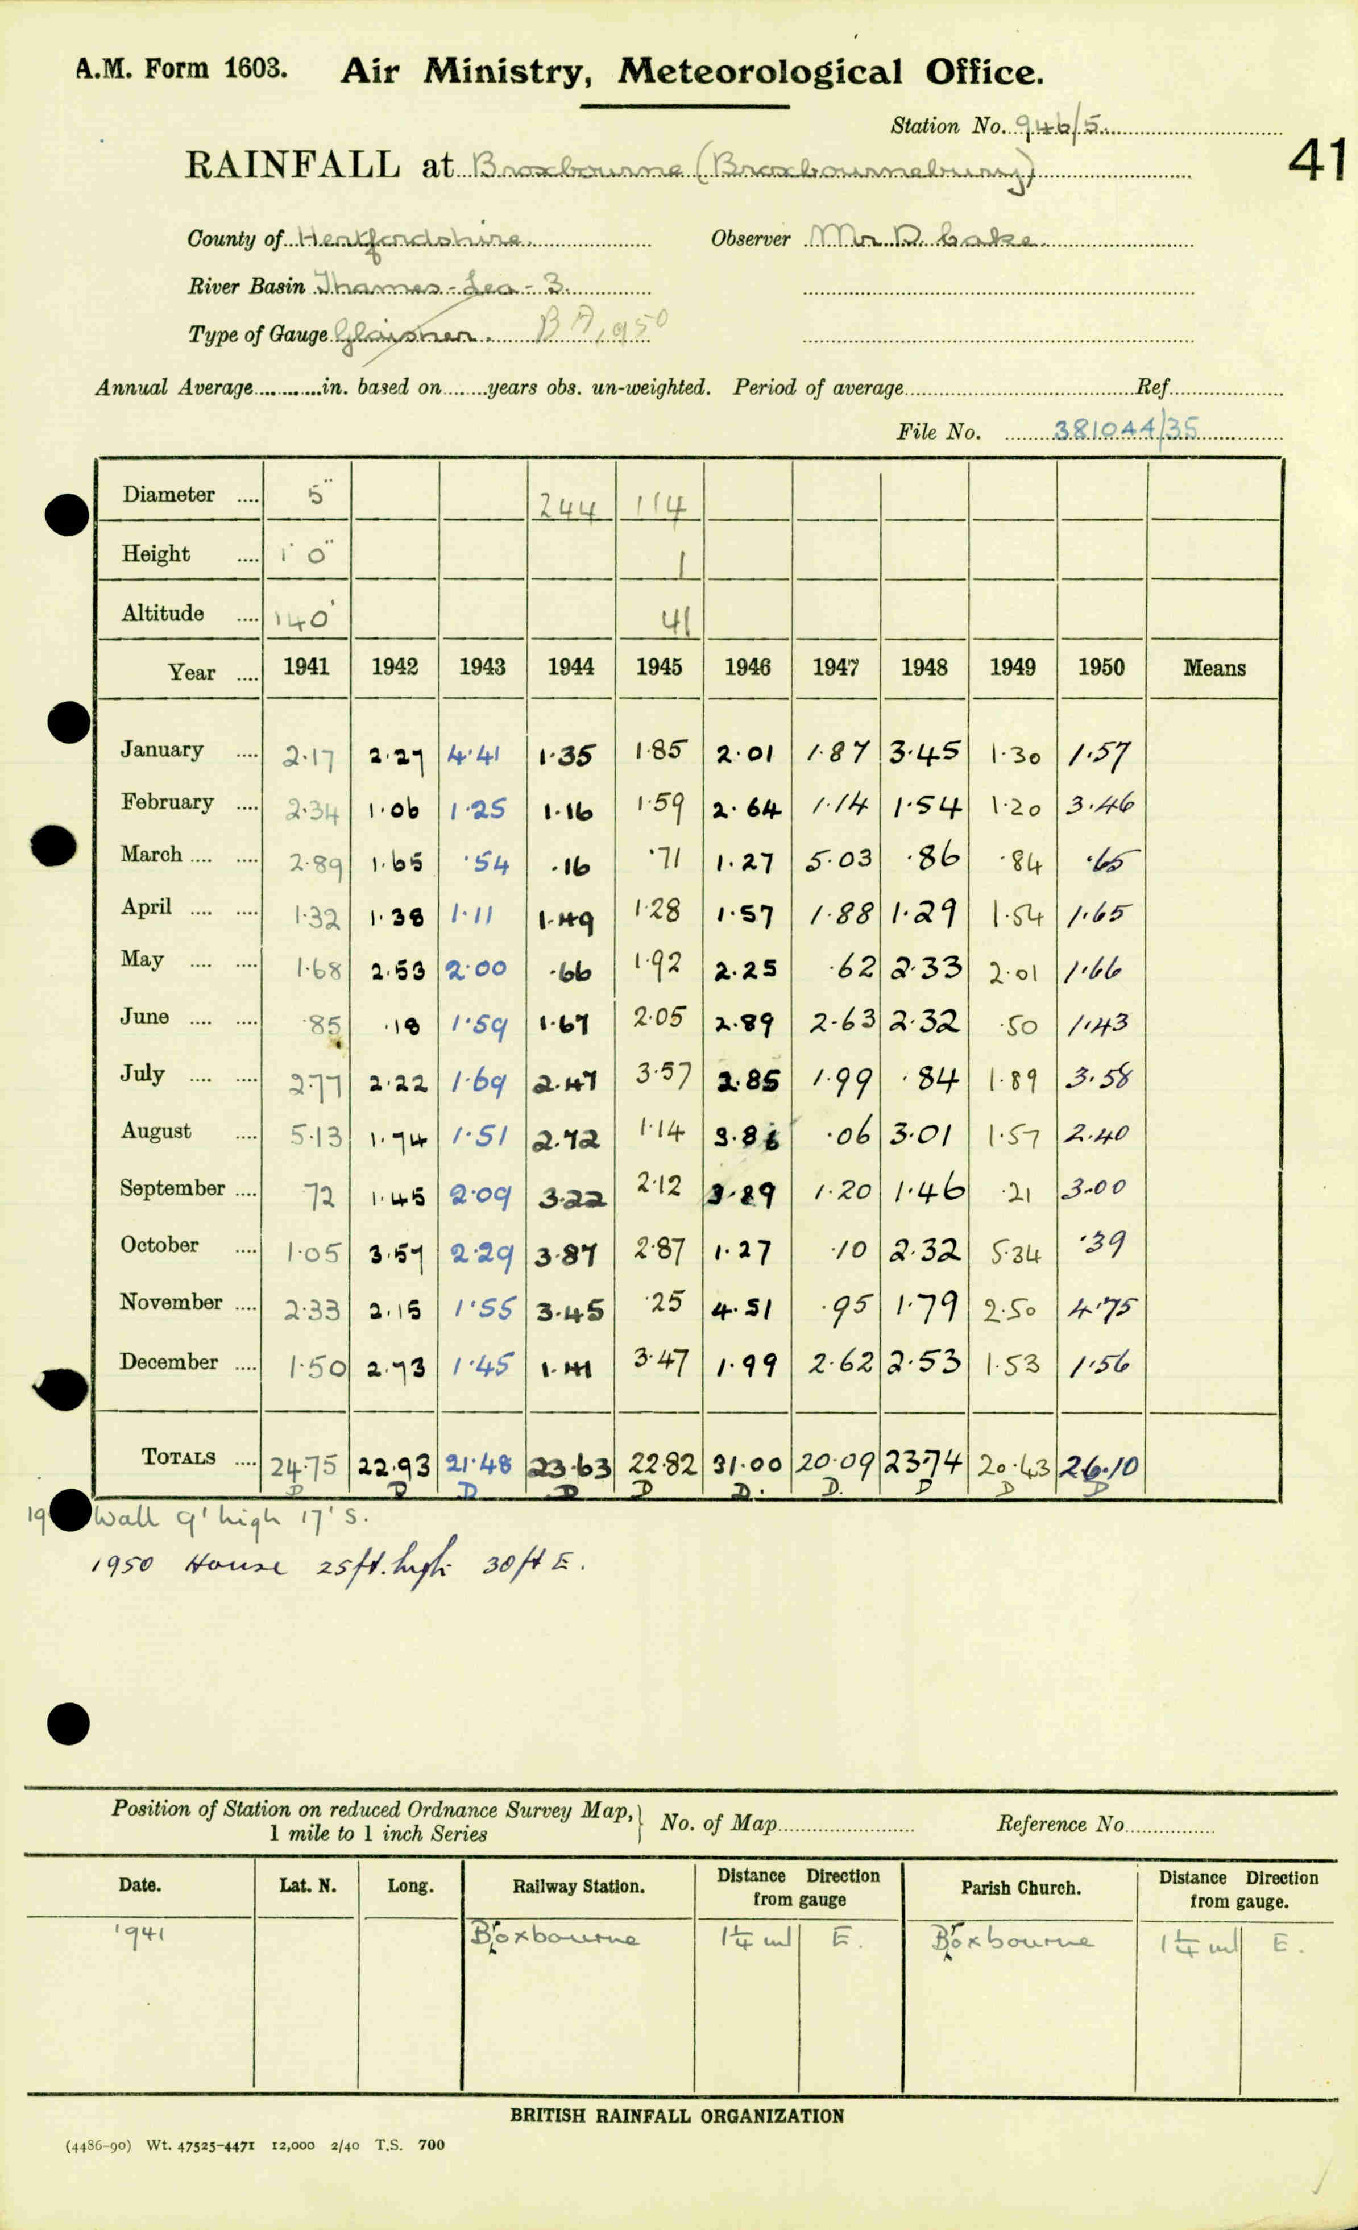 A.M. Form 1603. Air Ministry, Meteorological Office.
Station No. 946/5
41
RAINFALL at Broxbourne (Broxbournebury)
County of Hertfordshire. Observer Mr. D. Cake.
River Basin Thames - Lea - 3.
Type of Gauge Glaisher. 1950
Annual Average ............in. based on .......years obs. un-weighted. Period of average ........ Ref.........
File No. 381044/35
Diameter .... 5" 244 114
Height .... 1' 0" 1
Altitude .... 140' 41
Year .... 1941 1942 1943 1944 1945 1946 1947 1948 1949 1950 Means
January .... 2·17 2·27 4·41 1·35 1·85 2·01 1·87 3·45 1·30 1·57
February .... 2·34 1·06 1·25 1·16 1·59 2·64 1·14 1·54 1·20 3·46
March .... .... 2·89 1·65 ·54 ·16 ·71 1·27 5·03 ·86 ·84 ·65
April .... .... 1·32 1·38 1·11 1·49 1·28 1·57 1·88 1·29 1·54 1·65
May .... .... 1·68 2·53 2·00 ·66 1·92 2·25 ·62 2·33 2·01 1·66
June .... .... ·85 ·18 1·59 1·67 2·05 2·89 2·63 2·32 ·50 1·43
July .... .... 2·77 2·22 1·69 2·47 3·57 2·85 1·99 ·84 1·89 3·58
August .... 5·13 1·74 1·51 2·72 1·14 3·86 ·06 3·01 1·57 2·40
September .... 72 1·45 2·09 3·22 2·12 3·89 1·20 1·46 ·21 3·00
October .... 1·05 3·57 2·29 3·87 2·87 1·27 ·10 2·32 5·34 ·39
November .... 2·33 2·15 1·55 3·45 ·25 4·51 ·95 1·79 2·50 4·75
December .... 1·50 2·73 1·45 1·41 3·47 1·99 2·62 2·53 1·53 1·56
TOTALS .... 24·75 22·93 21·48 23·63 22·82 31·00 20·09 23·74 20·43 26·10
D D D D D D. D. D D D
19 Wall 9' high 17' S.
1950 House 25ft. high 30ft E.
Position of Station on reduced Ordnance Survey Map, 1 mile to 1 inch Series } No. of Map........ Reference No........
Date. Lat. N. Long. Railway Station. Distance Direction from gauge Parish Church. Distance Direction from gauge.
1941 Broxbourne 1¼ ml E. Broxbourne 1¼ ml E.
BRITISH RAINFALL ORGANIZATION
(4486-90) Wt. 47525-4471 12,000 2/40 T.S. 700